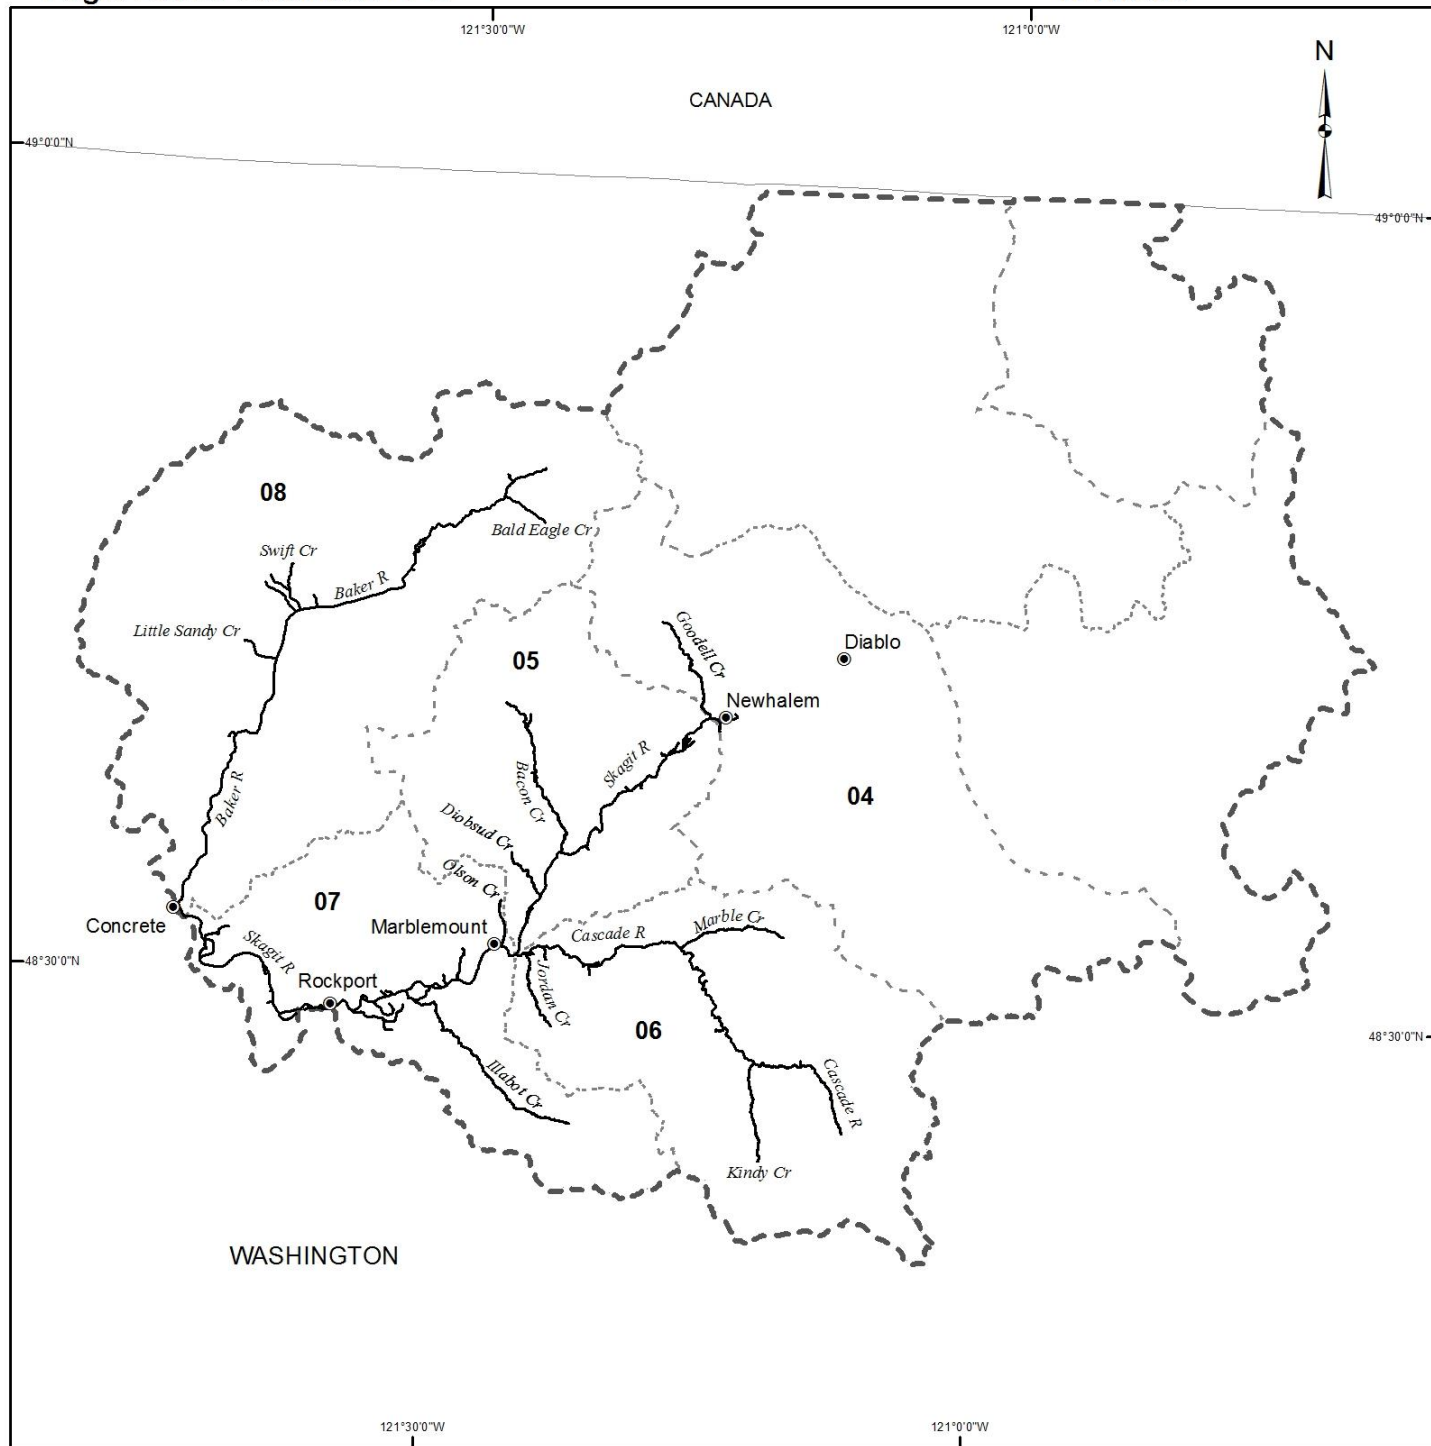 121°30'0"W
121°0'0"W
N
CANADA
49°0'0"N
49°0'0"N
08
Bald Eagle Cr
Swift Cr
Baker R
Little Sandy Cr
Goodell Cr
05
Diablo
Newhalem
Skagit R
Bacon Cr
Baker R
04
Diobsud Cr
Olson Cr
07
Concrete
Marblemount
Cascade R
Marble Cr
Skagit R
48°30'0"N
Rockport
Jordan Cr
06
48°30'0"N
Illabot Cr
Cascade R
Kindy Cr
WASHINGTON
121°30'0"W
121°0'0"W